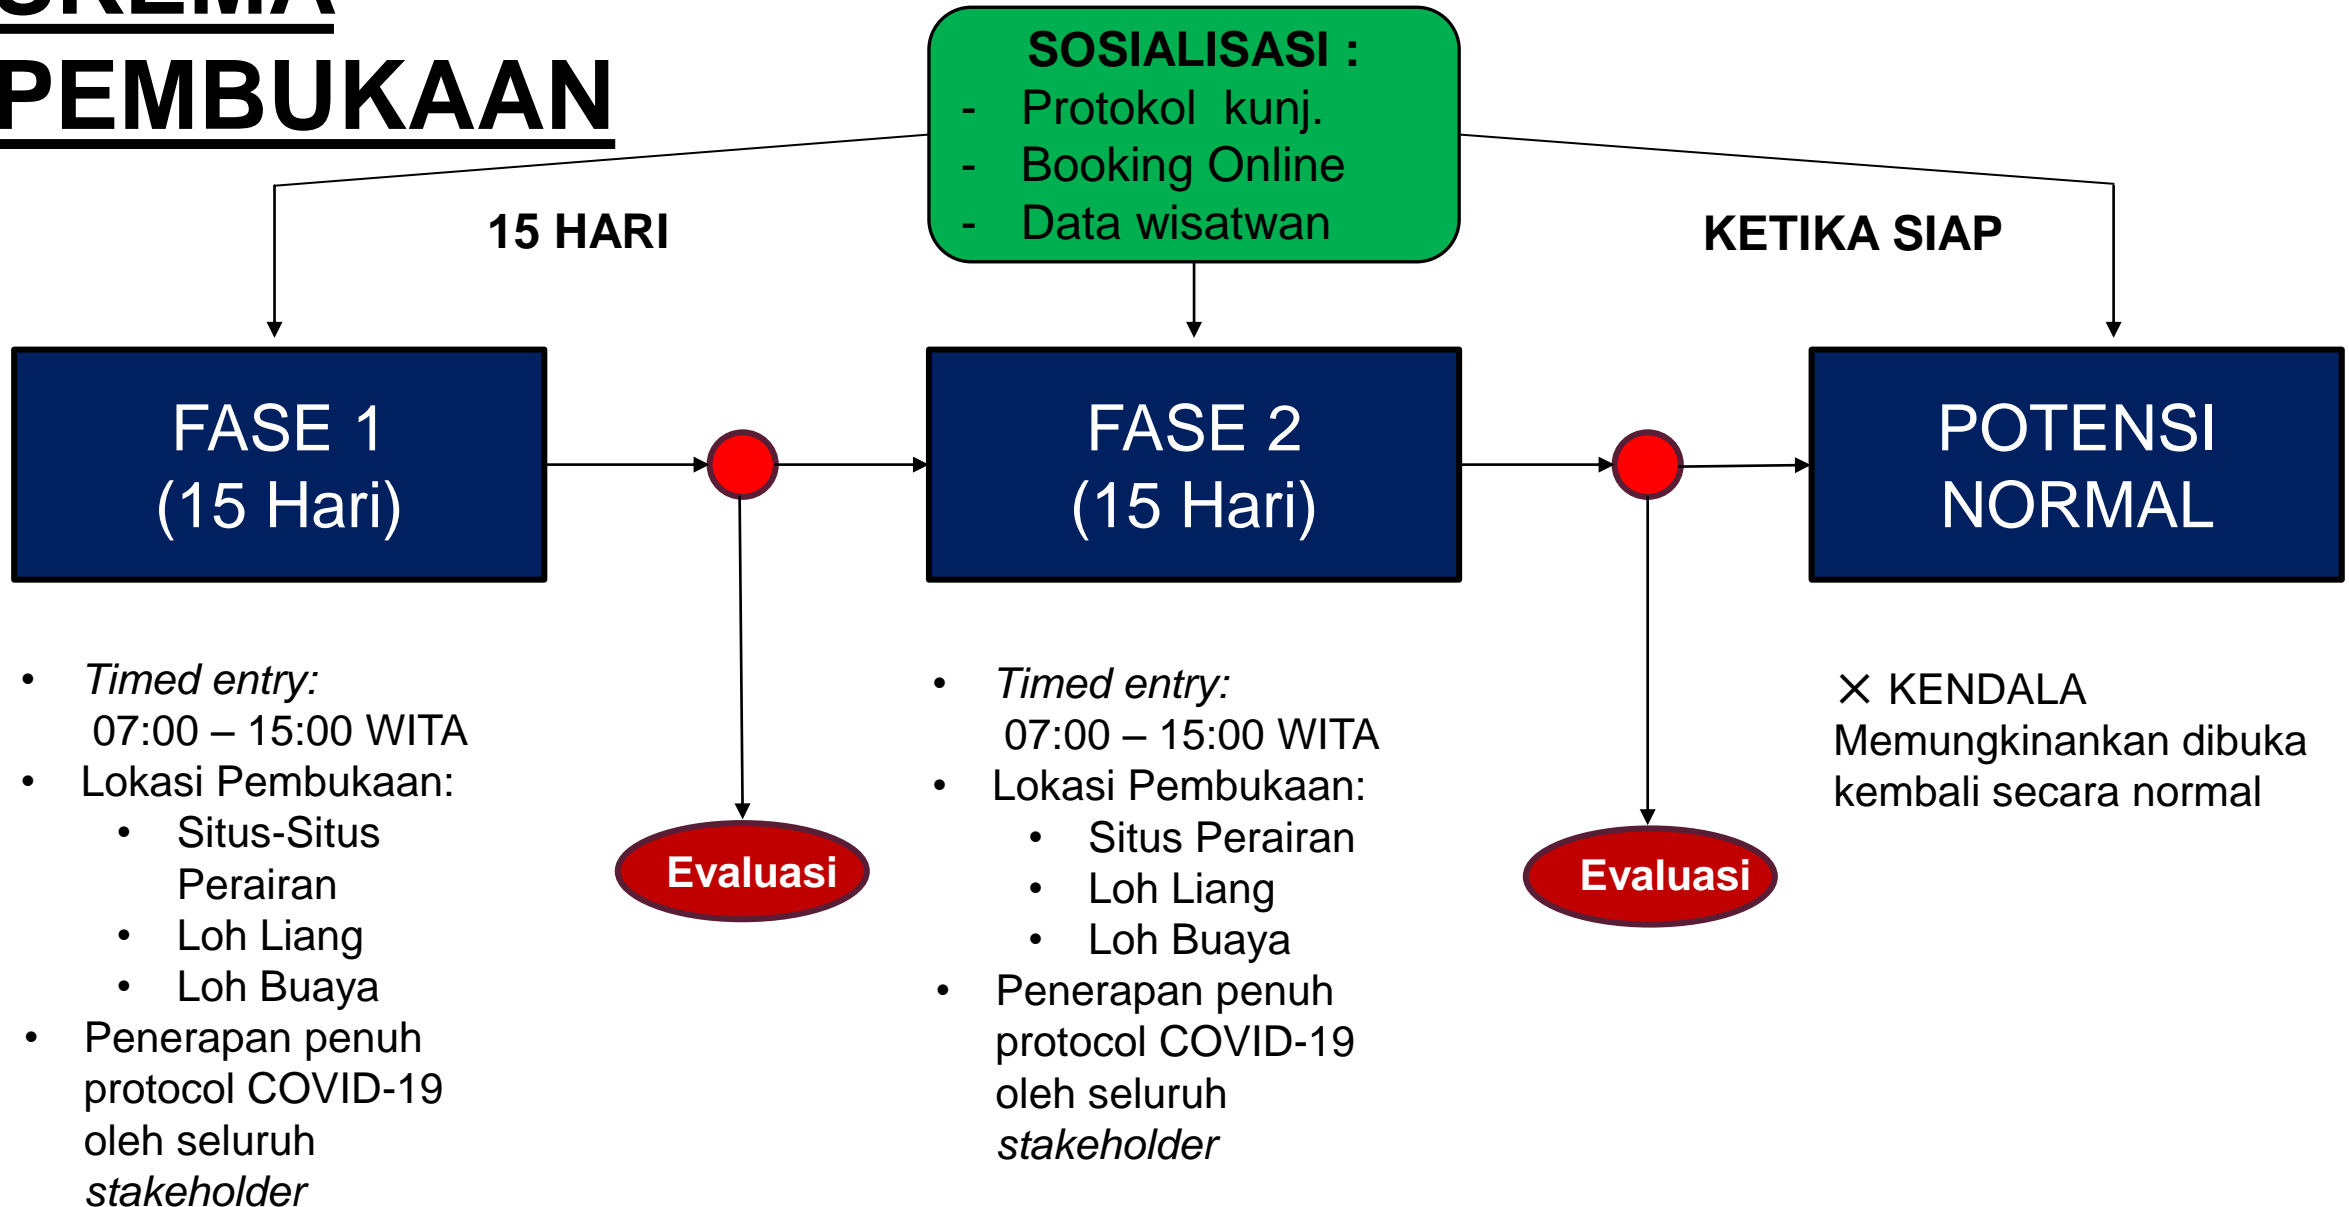 SKEMA
PEMBUKAAN
SOSIALISASI :
- Protokol kunj.
- Booking Online
- Data wisatwan
15 HARI
KETIKA SIAP
FASE 1
(15 Hari)
FASE 2
(15 Hari)
POTENSI
NORMAL
• Timed entry:
07:00 – 15:00 WITA
• Lokasi Pembukaan:
• Situs-Situs
Perairan
• Loh Liang
• Loh Buaya
• Penerapan penuh
protocol COVID-19
oleh seluruh
stakeholder
Evaluasi
• Timed entry:
07:00 – 15:00 WITA
• Lokasi Pembukaan:
• Situs Perairan
• Loh Liang
• Loh Buaya
• Penerapan penuh
protocol COVID-19
oleh seluruh
stakeholder
Evaluasi
✕ KENDALA
Memungkinankan dibuka
kembali secara normal